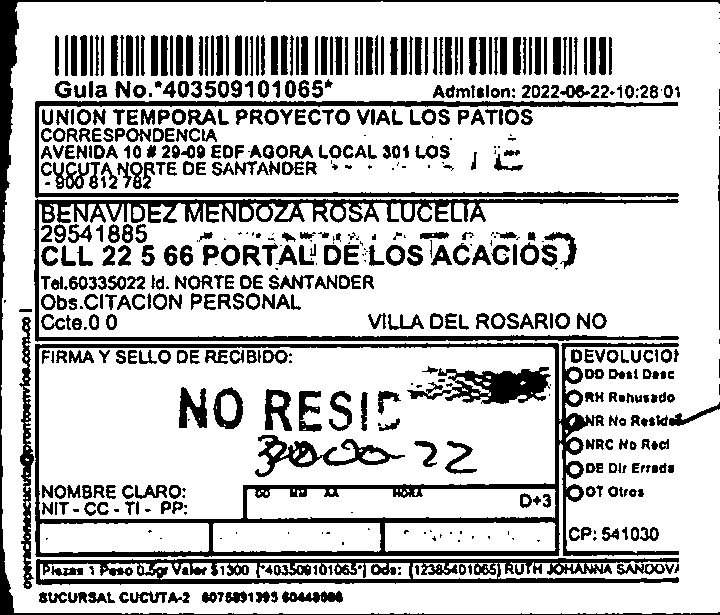 Guia No.*403509101065*
Admision: 2022-06-22-10:28:01
UNION TEMPORAL PROYECTO VIAL LOS PATIOS
CORRESPONDENCIA
AVENIDA 10 # 29-09 EDF AGORA LOCAL 301 LOS
CUCUTA NORTE DE SANTANDER
- 900 812 782
BENAVIDEZ MENDOZA ROSA LUCELIA
29541885
CLL 22 5 66 PORTAL DE LOS ACACIOS
Tel.60335022 Id. NORTE DE SANTANDER
Obs.CITACION PERSONAL
Ccte.0 0
VILLA DEL ROSARIO NO
operacionescucuta@prontoenvios.com.co |
FIRMA Y SELLO DE RECIBIDO:
NO RESID
NOMBRE CLARO:
NIT - CC - TI - PP:
DD MM AA HORA
D+3
DEVOLUCION
DD Dest Desc
RH Rehusado
NR No Reside
NRC No Recl
DE Dir Errada
OT Otros
CP: 541030
Piezas 1 Peso 0.5gr Valor $1300 (*403509101065*) Ods: (12385401065) RUTH JOHANNA SANDOVA
SUCURSAL CUCUTA-2